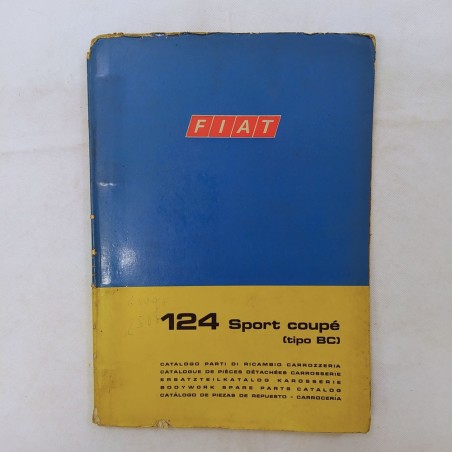 FIAT
124 Sport coupé
(tipo BC)
CATALOGO PARTI DI RICAMBIO CARROZZERIA
CATALOGUE DE PIÈCES DÉTACHÉES CARROSSERIE
ERSATZTEILKATALOG KAROSSERIE
BODYWORK SPARE PARTS CATALOG
CATÁLOGO DE PIEZAS DE REPUESTO - CARROCERÍA